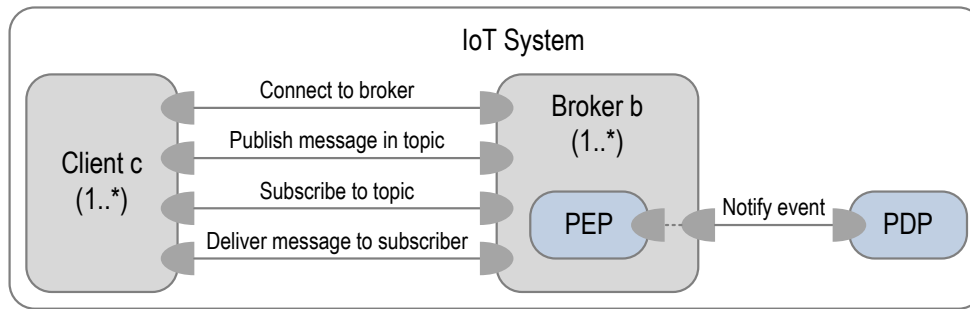 IoT System
Client c
(1..*)
Connect to broker
Publish message in topic
Subscribe to topic
Deliver message to subscriber
Broker b
(1..*)
PEP
Notify event
PDP